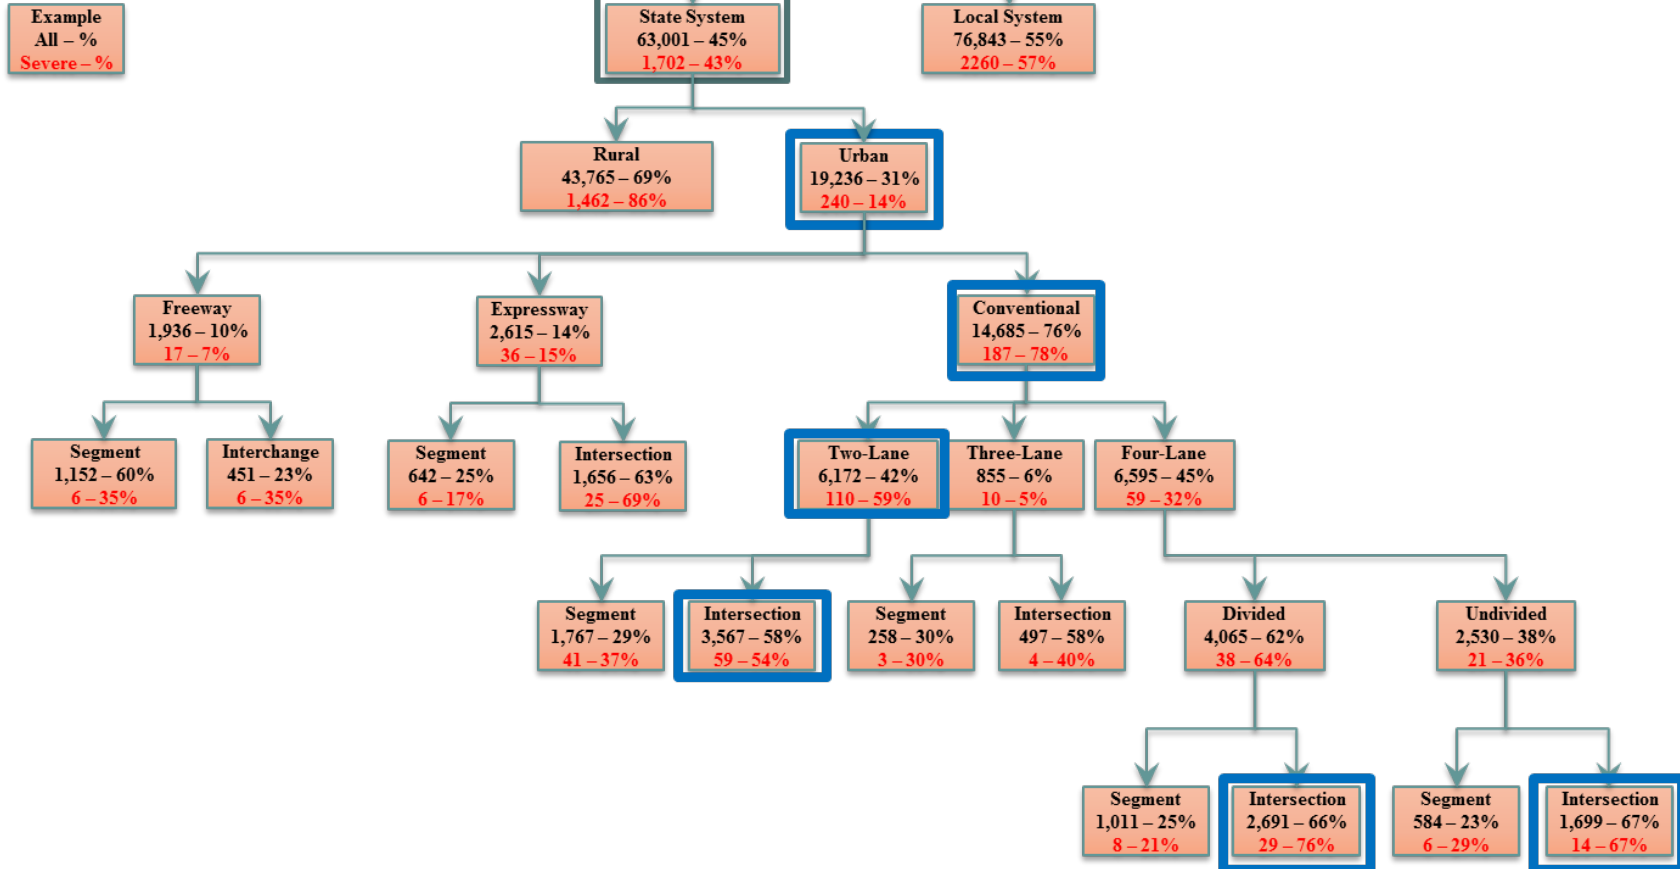 Example
All – %
Severe – %
State System
63,001 – 45%
1,702 – 43%
Local System
76,843 – 55%
2260 – 57%
Rural
43,765 – 69%
1,462 – 86%
Urban
19,236 – 31%
240 – 14%
Freeway
1,936 – 10%
17 – 7%
Expressway
2,615 – 14%
36 – 15%
Conventional
14,685 – 76%
187 – 78%
Segment
1,152 – 60%
6 – 35%
Interchange
451 – 23%
6 – 35%
Segment
642 – 25%
6 – 17%
Intersection
1,656 – 63%
25 – 69%
Two-Lane
6,172 – 42%
110 – 59%
Three-Lane
855 – 6%
10 – 5%
Four-Lane
6,595 – 45%
59 – 32%
Segment
1,767 – 29%
41 – 37%
Intersection
3,567 – 58%
59 – 54%
Segment
258 – 30%
3 – 30%
Intersection
497 – 58%
4 – 40%
Divided
4,065 – 62%
38 – 64%
Undivided
2,530 – 38%
21 – 36%
Segment
1,011 – 25%
8 – 21%
Intersection
2,691 – 66%
29 – 76%
Segment
584 – 23%
6 – 29%
Intersection
1,699 – 67%
14 – 67%